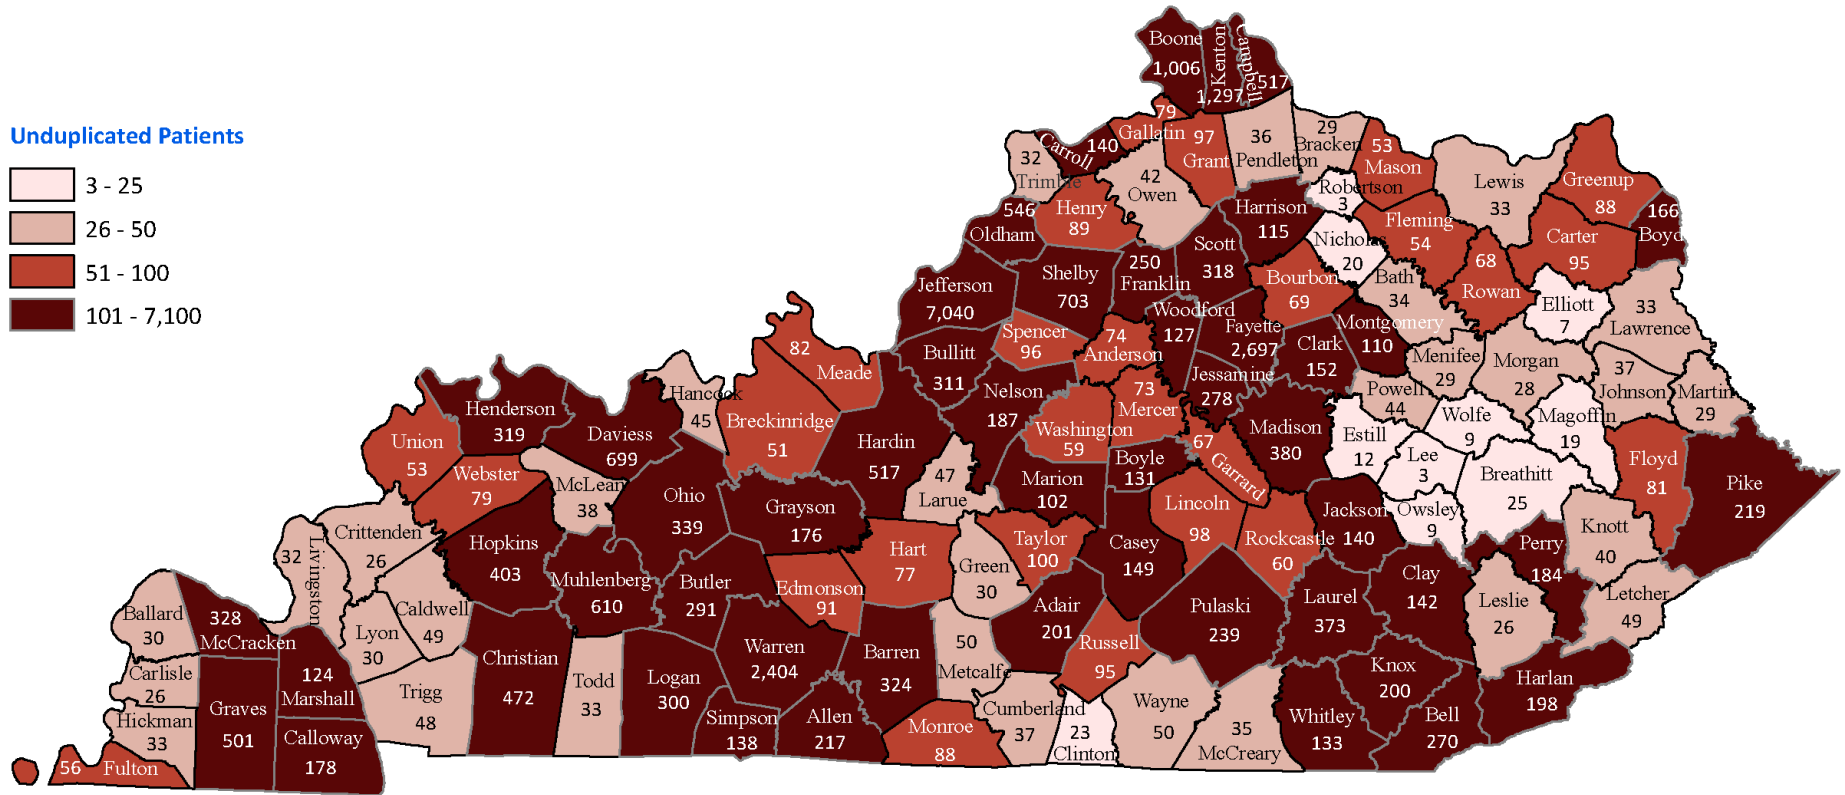 Unduplicated Patients
3 - 25
26 - 50
51 - 100
101 - 7,100
Boone
1,006
Kenton
1,297
Campbell
517
79
Gallatin
97
Grant
36
Pendleton
29
Bracken
53
Mason
Lewis
33
Greenup
88
166
Boyd
Carter
95
32
Trimble
Carroll
140
42
Owen
Robertson
3
Fleming
54
68
Rowan
546
Oldham
Henry
89
Harrison
115
Nicholas
20
Bath
34
Elliott
7
33
Lawrence
Jefferson
7,040
Shelby
703
250
Franklin
Scott
318
Bourbon
69
Woodford
127
Fayette
2,697
Montgomery
110
Clark
152
Menifee
29
Morgan
28
37
Johnson
Martin
29
Bullitt
311
Spencer
96
74
Anderson
Jessamine
278
Powell
44
Wolfe
9
Magoffin
19
82
Meade
Nelson
187
Washington
59
73
Mercer
67
Garrard
Madison
380
Estill
12
Lee
3
Breathitt
25
Floyd
81
Pike
219
Hancock
45
Breckinridge
51
Hardin
517
47
Larue
Marion
102
Boyle
131
Lincoln
98
Rockcastle
60
Jackson
140
Owsley
9
Perry
184
Knott
40
Letcher
49
Henderson
319
Union
53
Webster
79
Daviess
699
McLean
38
Ohio
339
Grayson
176
Hart
77
Green
30
Taylor
100
Casey
149
Pulaski
239
Laurel
373
Clay
142
Leslie
26
Harlan
198
Crittenden
26
32
Livingston
Hopkins
403
Muhlenberg
610
Butler
291
Edmonson
91
Adair
201
Russell
95
Knox
200
Bell
270
Ballard
30
328
McCracken
Lyon
30
Caldwell
49
Christian
472
Todd
33
Logan
300
Warren
2,404
Barren
324
50
Metcalfe
Cumberland
37
23
Clinton
Wayne
50
35
McCreary
Whitley
133
Carlisle
26
Hickman
33
56
Fulton
Graves
501
124
Marshall
Calloway
178
Trigg
48
Simpson
138
Allen
217
Monroe
88